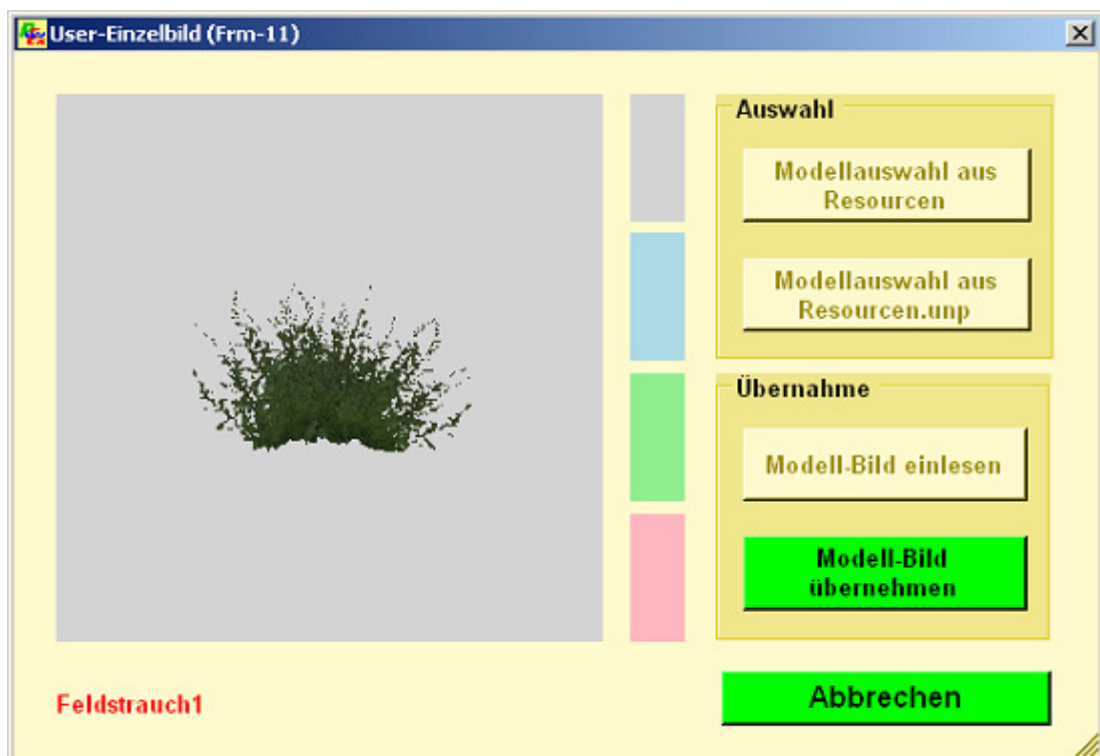 User-Einzelbild (Frm-11)
Auswahl
Modellauswahl aus
Resourcen
Modellauswahl aus
Resourcen.unp
Übernahme
Modell-Bild einlesen
Modell-Bild
übernehmen
Feldstrauch1
Abbrechen